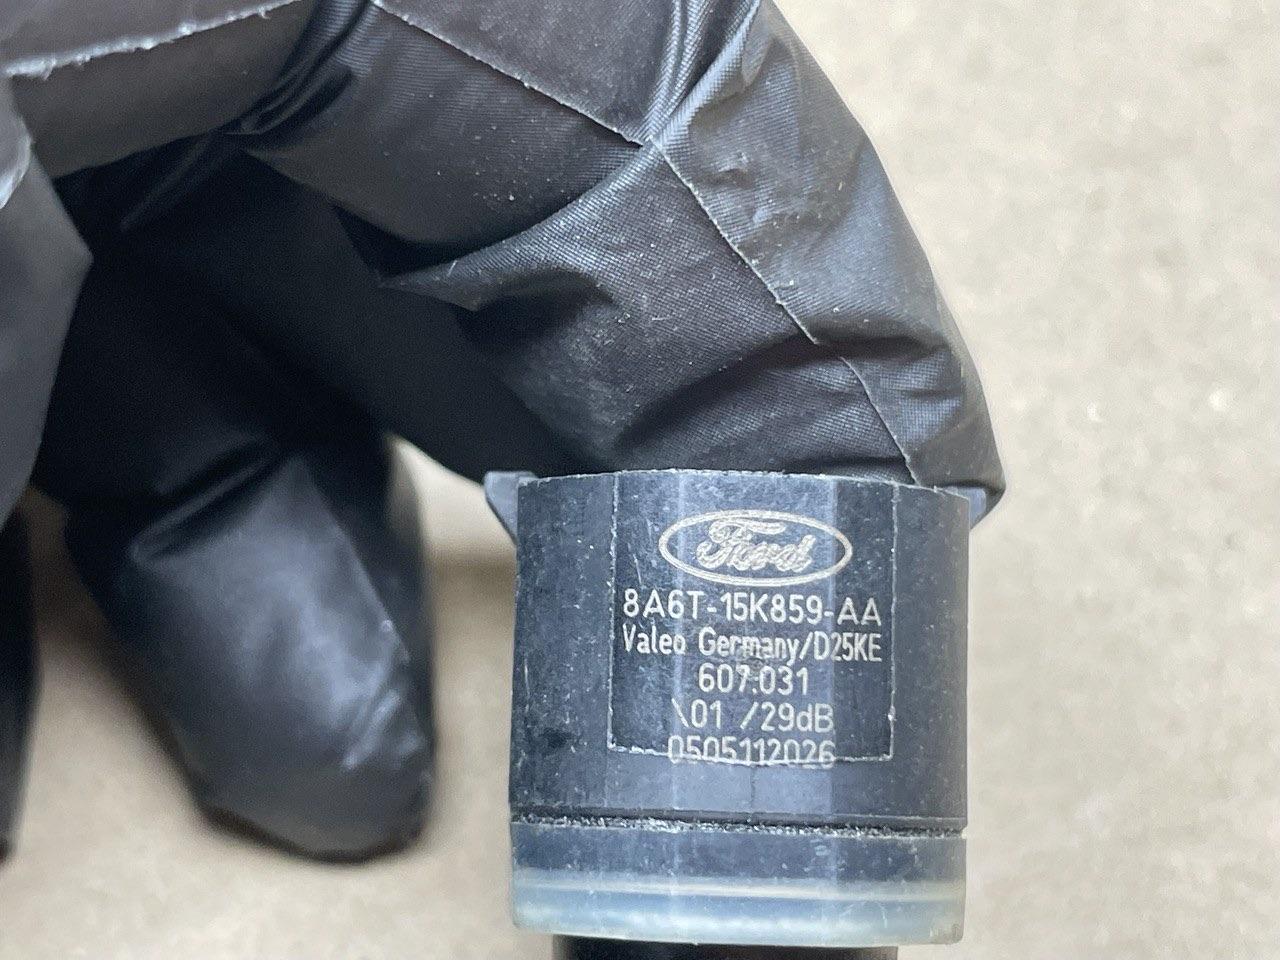 Ford
8A6T-15K859-AA
Valeo Germany/D25KE
607.031
\01 /29dB
0505112026